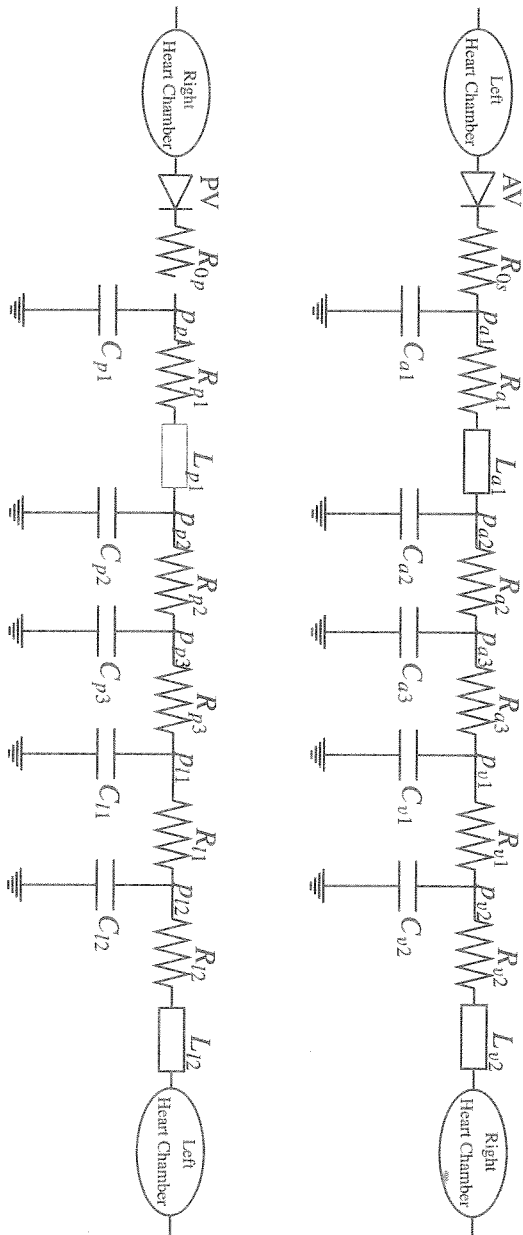 Left
Heart Chamber
AV
R0s
pa1
Ra1
Ca1
La1
pa2
Ra2
Ca2
pa3
Ra3
Ca3
pv1
Rv1
Cv1
pv2
Rv2
Cv2
Lv2
Right
Heart Chamber
Right
Heart Chamber
PV
R0p
pp1
Rp1
Cp1
Lp1
pp2
Rp2
Cp2
pp3
Rp3
Cp3
pl1
Rl1
Cl1
pl2
Rl2
Cl2
Ll2
Left
Heart Chamber